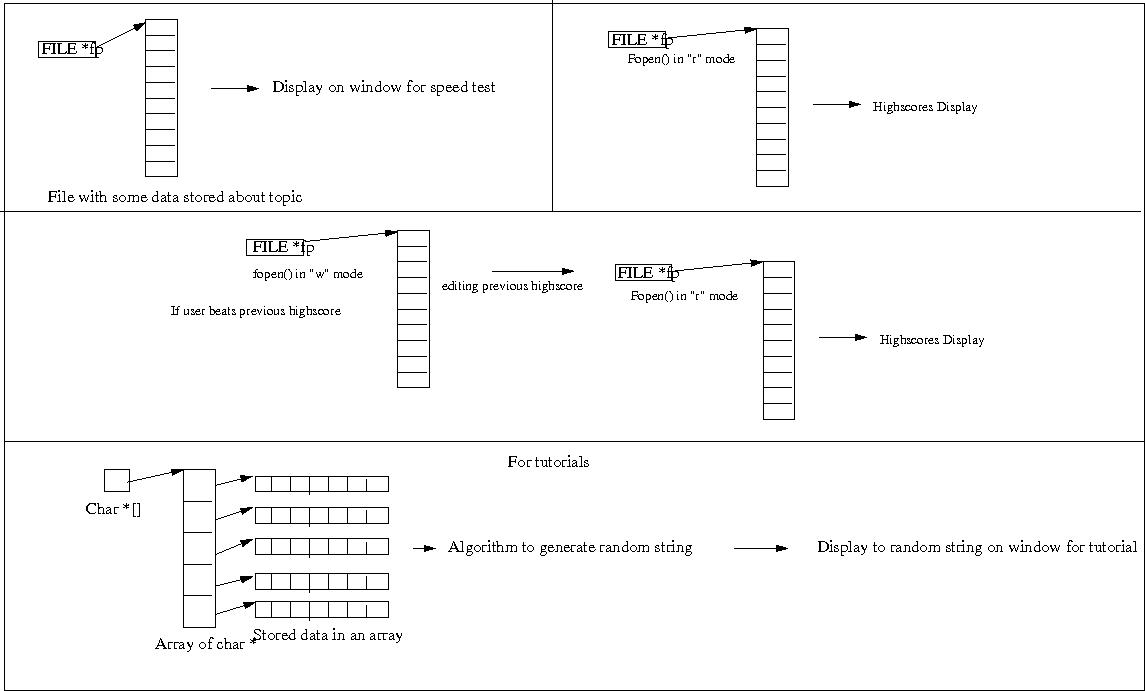 FILE *fp
Display on window for speed test
File with some data stored about topic
FILE *fp
Fopen() in "r" mode
Highscores Display
FILE *fp
fopen() in "w" mode
If user beats previous highscore
editing previous highscore
FILE *fp
Fopen() in "r" mode
Highscores Display
For tutorials
Char *[]
Algorithm to generate random string
Display to random string on window for tutorial
Stored data in an array
Array of char *